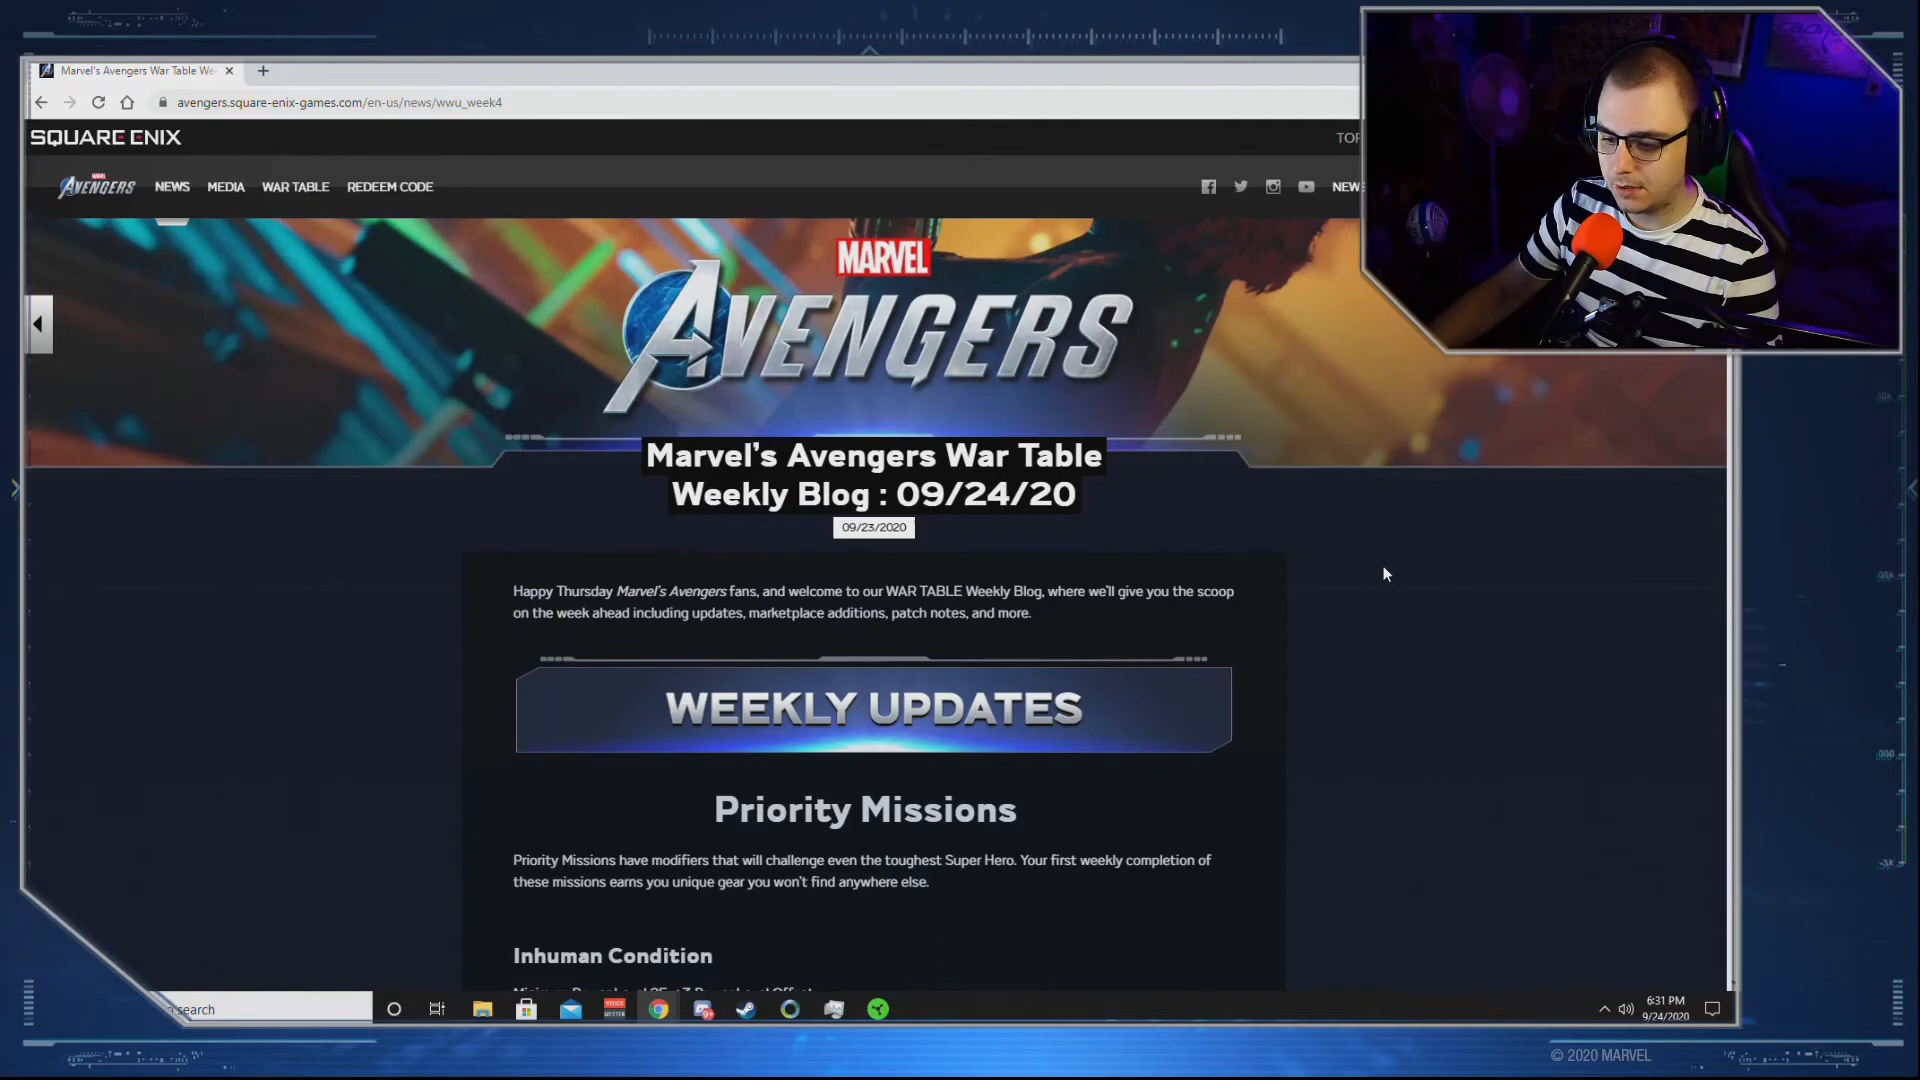 Marvel's Avengers War Table We
avengers.square-enix-games.com/en-us/news/wwu_week4
SQUARE ENIX
TOP
MARVEL AVENGERS
NEWS
MEDIA
WAR TABLE
REDEEM CODE
NEW
MARVEL
AVENGERS
Marvel's Avengers War Table
Weekly Blog : 09/24/20
09/23/2020
Happy Thursday Marvel's Avengers fans, and welcome to our WAR TABLE Weekly Blog, where we'll give you the scoop
on the week ahead including updates, marketplace additions, patch notes, and more.
WEEKLY UPDATES
Priority Missions
Priority Missions have modifiers that will challenge even the toughest Super Hero. Your first weekly completion of
these missions earns you unique gear you won't find anywhere else.
Inhuman Condition
search
9+
6:31 PM
9/24/2020
© 2020 MARVEL